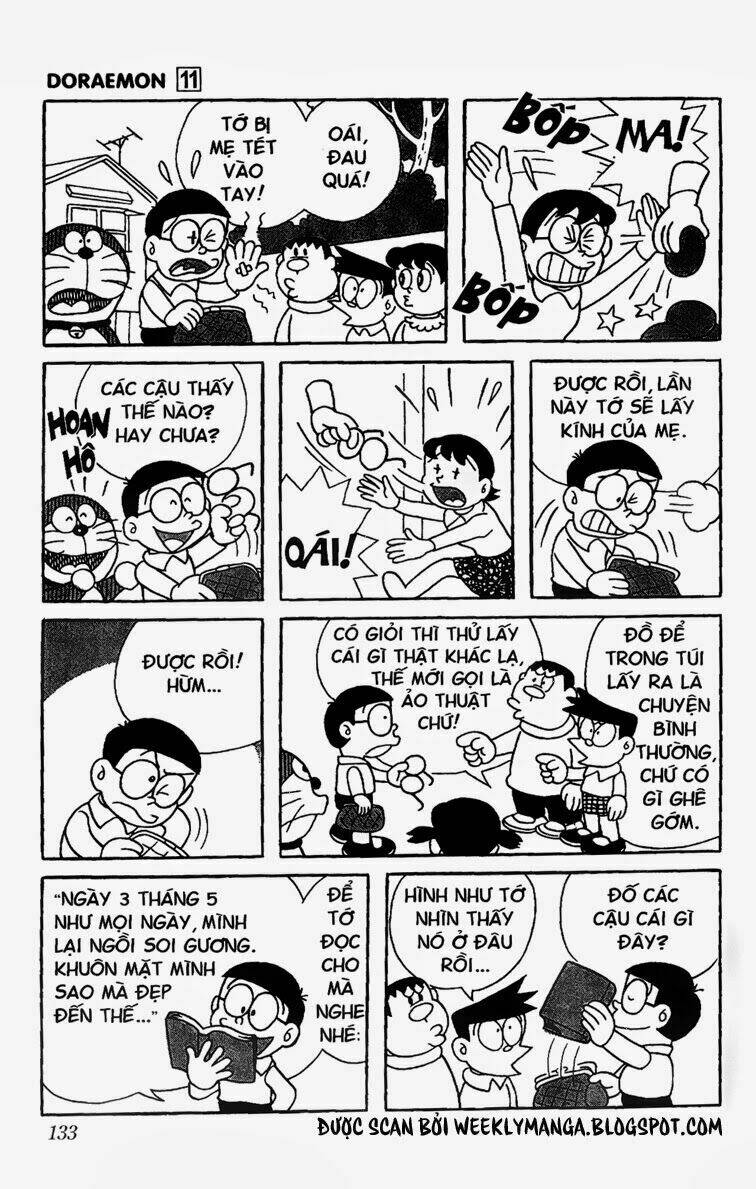 DORAEMON 11
BỐP
MA!
BỐP
OÁI,
ĐAU
QUÁ!
TỚ BỊ
MẸ TÉT
VÀO
TAY!
ĐƯỢC RỒI, LẦN
NÀY TỚ SẼ LẤY
KÍNH CỦA MẸ.
OÁI!
CÁC CẬU THẤY
THẾ NÀO?
HAY CHƯA?
HOAN
HÔ
ĐỒ ĐỂ
TRONG TÚI
LẤY RA LÀ
CHUYỆN
BÌNH
THƯỜNG,
CHỨ CÓ
GÌ GHÊ
GỚM.
CÓ GIỎI THÌ THỬ LẤY
CÁI GÌ THẬT KHÁC LẠ,
THẾ MỚI GỌI LÀ
ẢO THUẬT
CHỨ!
ĐƯỢC RỒI!
HỪM...
ĐỐ CÁC
CẬU CÁI GÌ
ĐÂY?
HÌNH NHƯ TỚ
NHÌN THẤY
NÓ Ở ĐÂU
RỒI...
ĐỂ
TỚ
ĐỌC
CHO
MÀ
NGHE
NHÉ:
"NGÀY 3 THÁNG 5
NHƯ MỌI NGÀY, MÌNH
LẠI NGỒI SOI GƯƠNG.
KHUÔN MẶT MÌNH
SAO MÀ ĐẸP
ĐẾN THẾ..."
133
ĐƯỢC SCAN BỞI WEEKLYMANGA.BLOGSPOT.COM